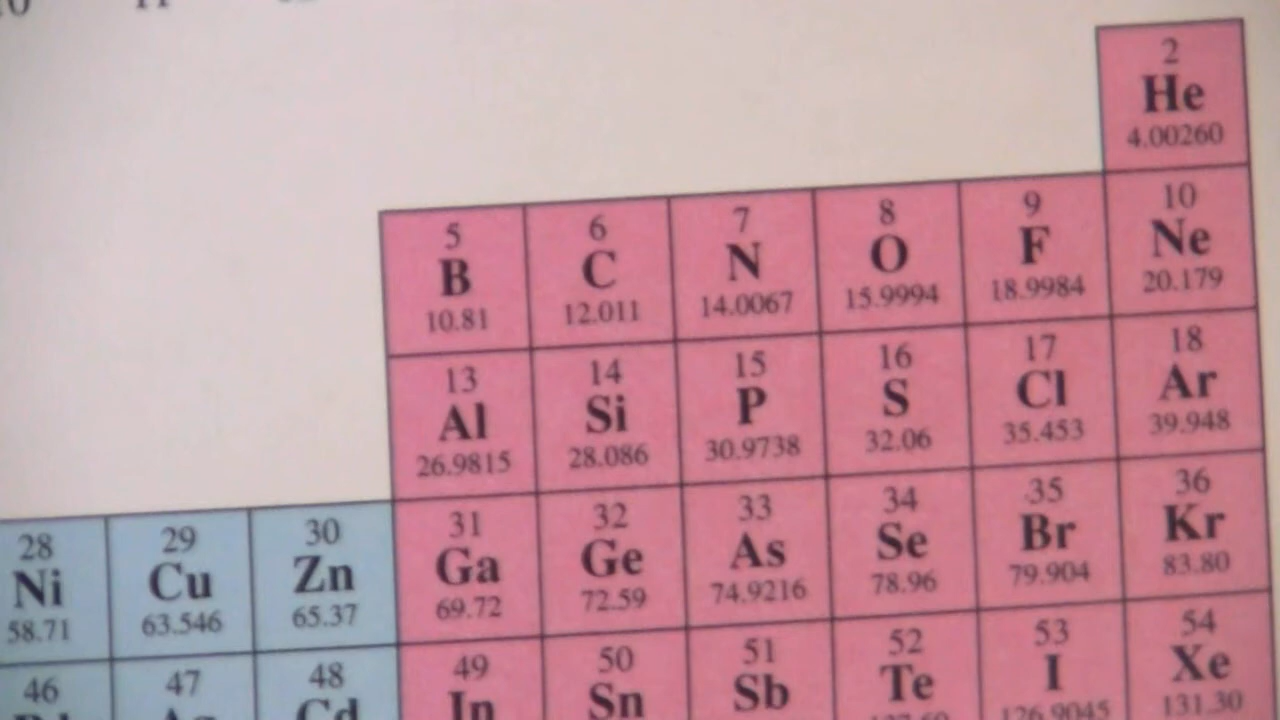 2
He
4.00260
5 6 7 8 9 10
B C N O F Ne
10.81 12.011 14.0067 15.9994 18.9984 20.179
13 14 15 16 17 18
Al Si P S Cl Ar
26.9815 28.086 30.9738 32.06 35.453 39.948
28 29 30 31 32 33 34 35 36
Ni Cu Zn Ga Ge As Se Br Kr
58.71 63.546 65.37 69.72 72.59 74.9216 78.96 79.904 83.80
46 47 48 49 50 51 52 53 54
Cd In Sn Sb Te I Xe
126.9045 131.30